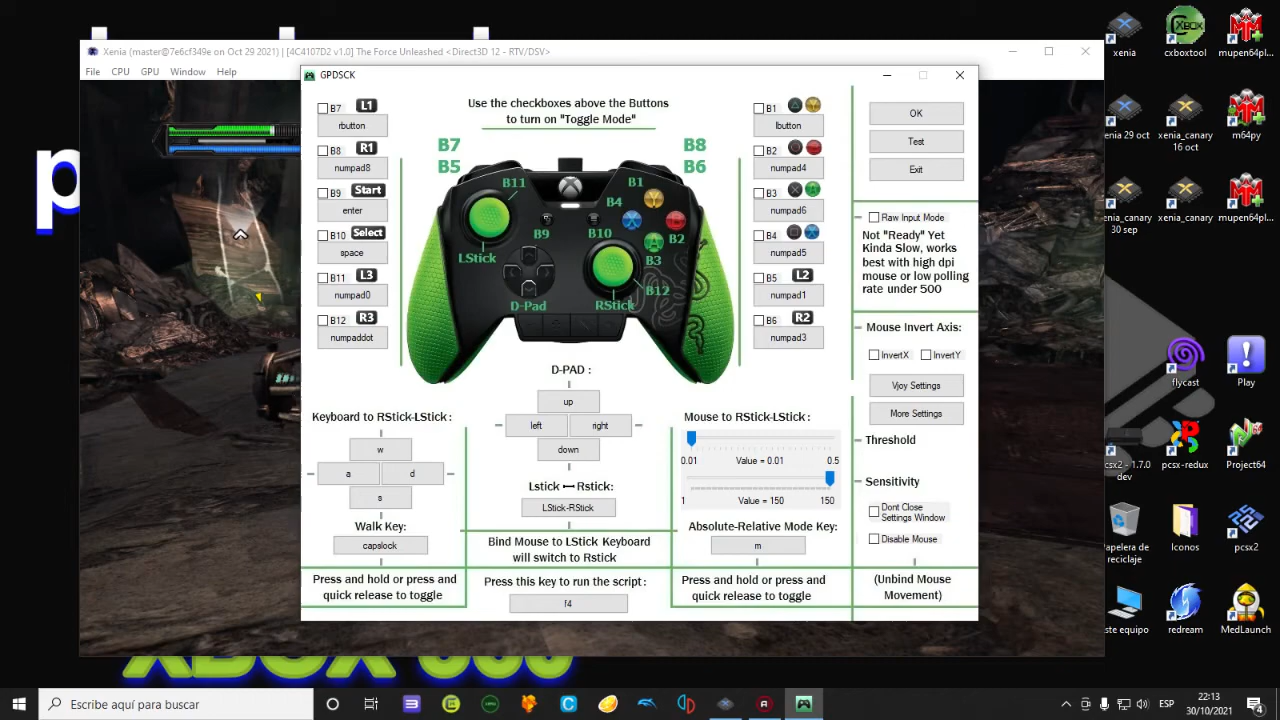 Xenia (master@7e6cf349e on Oct 29 2021) | [4C4107D2 v1.0] The Force Unleashed <Direct3D 12 - RTV/DSV>
File CPU GPU Window Help
GPDSCK
Use the checkboxes above the Buttons
to turn on "Toggle Mode"
B7 L1
rbutton
B8 R1
numpad8
B9 Start
enter
B10 Select
space
B11 L3
numpad0
B12 R3
numpaddot
B7
B5
B8
B6
B11
B1
B4
B9
B10
B2
B3
B12
LStick
D-Pad
RStick
B1
lbutton
B2
numpad4
B3
numpad6
B4
numpad5
B5 L2
numpad1
B6 R2
numpad3
OK
Test
Exit
Raw Input Mode
Not "Ready" Yet
Kinda Slow, works
best with high dpi
mouse or low polling
rate under 500
Mouse Invert Axis:
InvertX InvertY
Vjoy Settings
More Settings
Threshold
Sensitivity
Dont Close
Settings Window
Disable Mouse
(Unbind Mouse
Movement)
Keyboard to RStick-LStick:
w
a d
s
Walk Key:
capslock
Press and hold or press and
quick release to toggle
D-PAD :
up
left right
down
Lstick Rstick:
LStick-RStick
Bind Mouse to LStick Keyboard
will switch to Rstick
Press this key to run the script:
f4
Mouse to RStick-LStick:
0.01 Value = 0.01 0.5
1 Value = 150 150
Absolute-Relative Mode Key:
m
Press and hold or press and
quick release to toggle
p
XBOX 360
xenia
cxboxtool
mupen64pl...
xenia 29 oct
xenia_canary
16 oct
m64py
xenia_canary
30 sep
xenia_canary
mupen64pl...
flycast
Play
pcsx2 - 1.7.0
dev
pcsx-redux
Project64
Papelera de
reciclaje
Iconos
pcsx2
Este equipo
redream
MedLaunch
Escribe aquí para buscar
ESP
22:13
30/10/2021
4